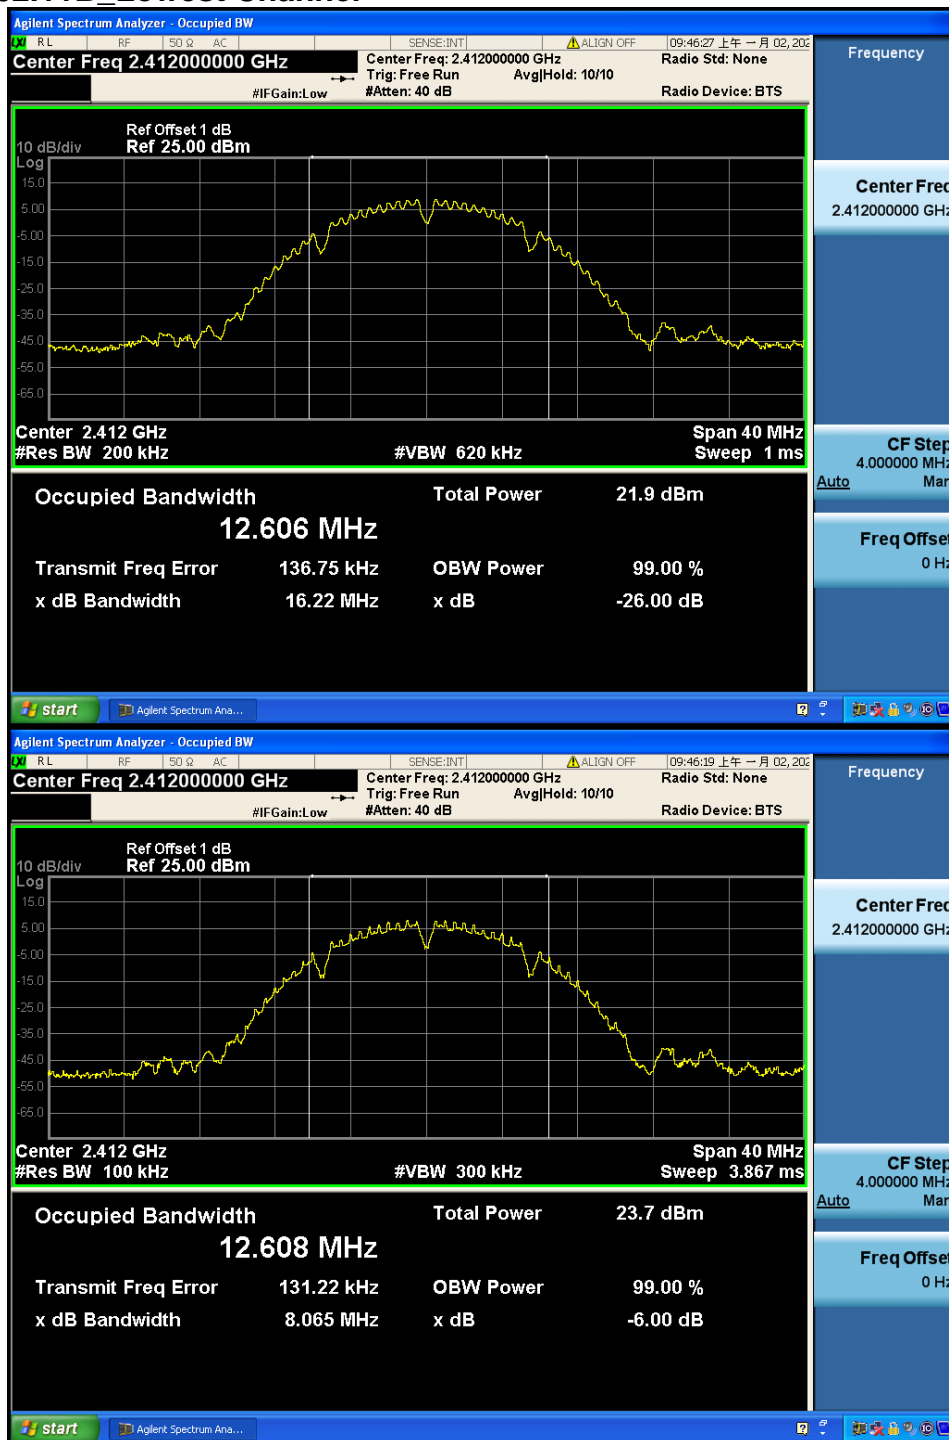 Agilent Spectrum Analyzer - Occupied BW
LXI RL RF 50 Ω AC SENSE:INT ALIGN OFF 09:46:27 上午 一月 02, 202
Center Freq 2.412000000 GHz
Center Freq: 2.412000000 GHz
Radio Std: None
Trig: Free Run Avg|Hold: 10/10
#IFGain:Low #Atten: 40 dB Radio Device: BTS
Frequency
Ref Offset 1 dB
10 dB/div Ref 25.00 dBm
Log
15.0
5.00
-5.00
-15.0
-25.0
-35.0
-45.0
-55.0
-65.0
Center 2.412 GHz Span 40 MHz
#Res BW 200 kHz #VBW 620 kHz Sweep 1 ms
Center Freq
2.412000000 GHz
CF Step
4.000000 MHz
Auto Man
Freq Offset
0 Hz
Occupied Bandwidth Total Power 21.9 dBm
12.606 MHz
Transmit Freq Error 136.75 kHz OBW Power 99.00 %
x dB Bandwidth 16.22 MHz x dB -26.00 dB
start Agilent Spectrum Ana...
Agilent Spectrum Analyzer - Occupied BW
LXI RL RF 50 Ω AC SENSE:INT ALIGN OFF 09:46:19 上午 一月 02, 202
Center Freq 2.412000000 GHz
Center Freq: 2.412000000 GHz
Radio Std: None
Trig: Free Run Avg|Hold: 10/10
#IFGain:Low #Atten: 40 dB Radio Device: BTS
Frequency
Ref Offset 1 dB
10 dB/div Ref 25.00 dBm
Log
15.0
5.00
-5.00
-15.0
-25.0
-35.0
-45.0
-55.0
-65.0
Center 2.412 GHz Span 40 MHz
#Res BW 100 kHz #VBW 300 kHz Sweep 3.867 ms
Center Freq
2.412000000 GHz
CF Step
4.000000 MHz
Auto Man
Freq Offset
0 Hz
Occupied Bandwidth Total Power 23.7 dBm
12.608 MHz
Transmit Freq Error 131.22 kHz OBW Power 99.00 %
x dB Bandwidth 8.065 MHz x dB -6.00 dB
start Agilent Spectrum Ana...